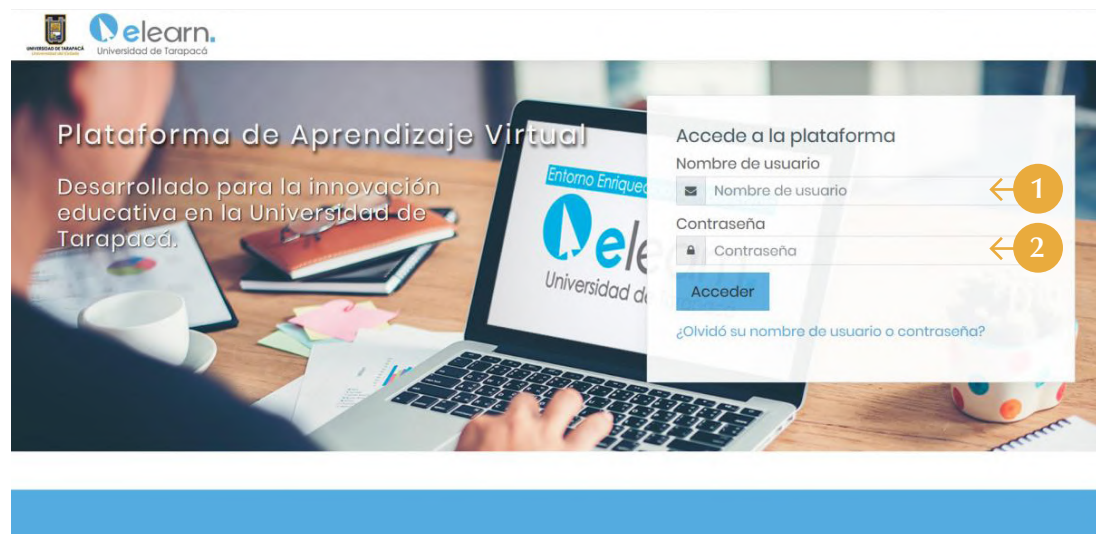 UNIVERSIDAD DE TARAPACÁ
elearn.
Universidad de Tarapacá
Plataforma de Aprendizaje Virtual
Desarrollado para la innovación
educativa en la Universidad de
Tarapacá.
Entorno
ele
Universidad
Accede a la plataforma
Nombre de usuario
Nombre de usuario
1
Contraseña
Contraseña
2
Acceder
¿Olvidó su nombre de usuario o contraseña?